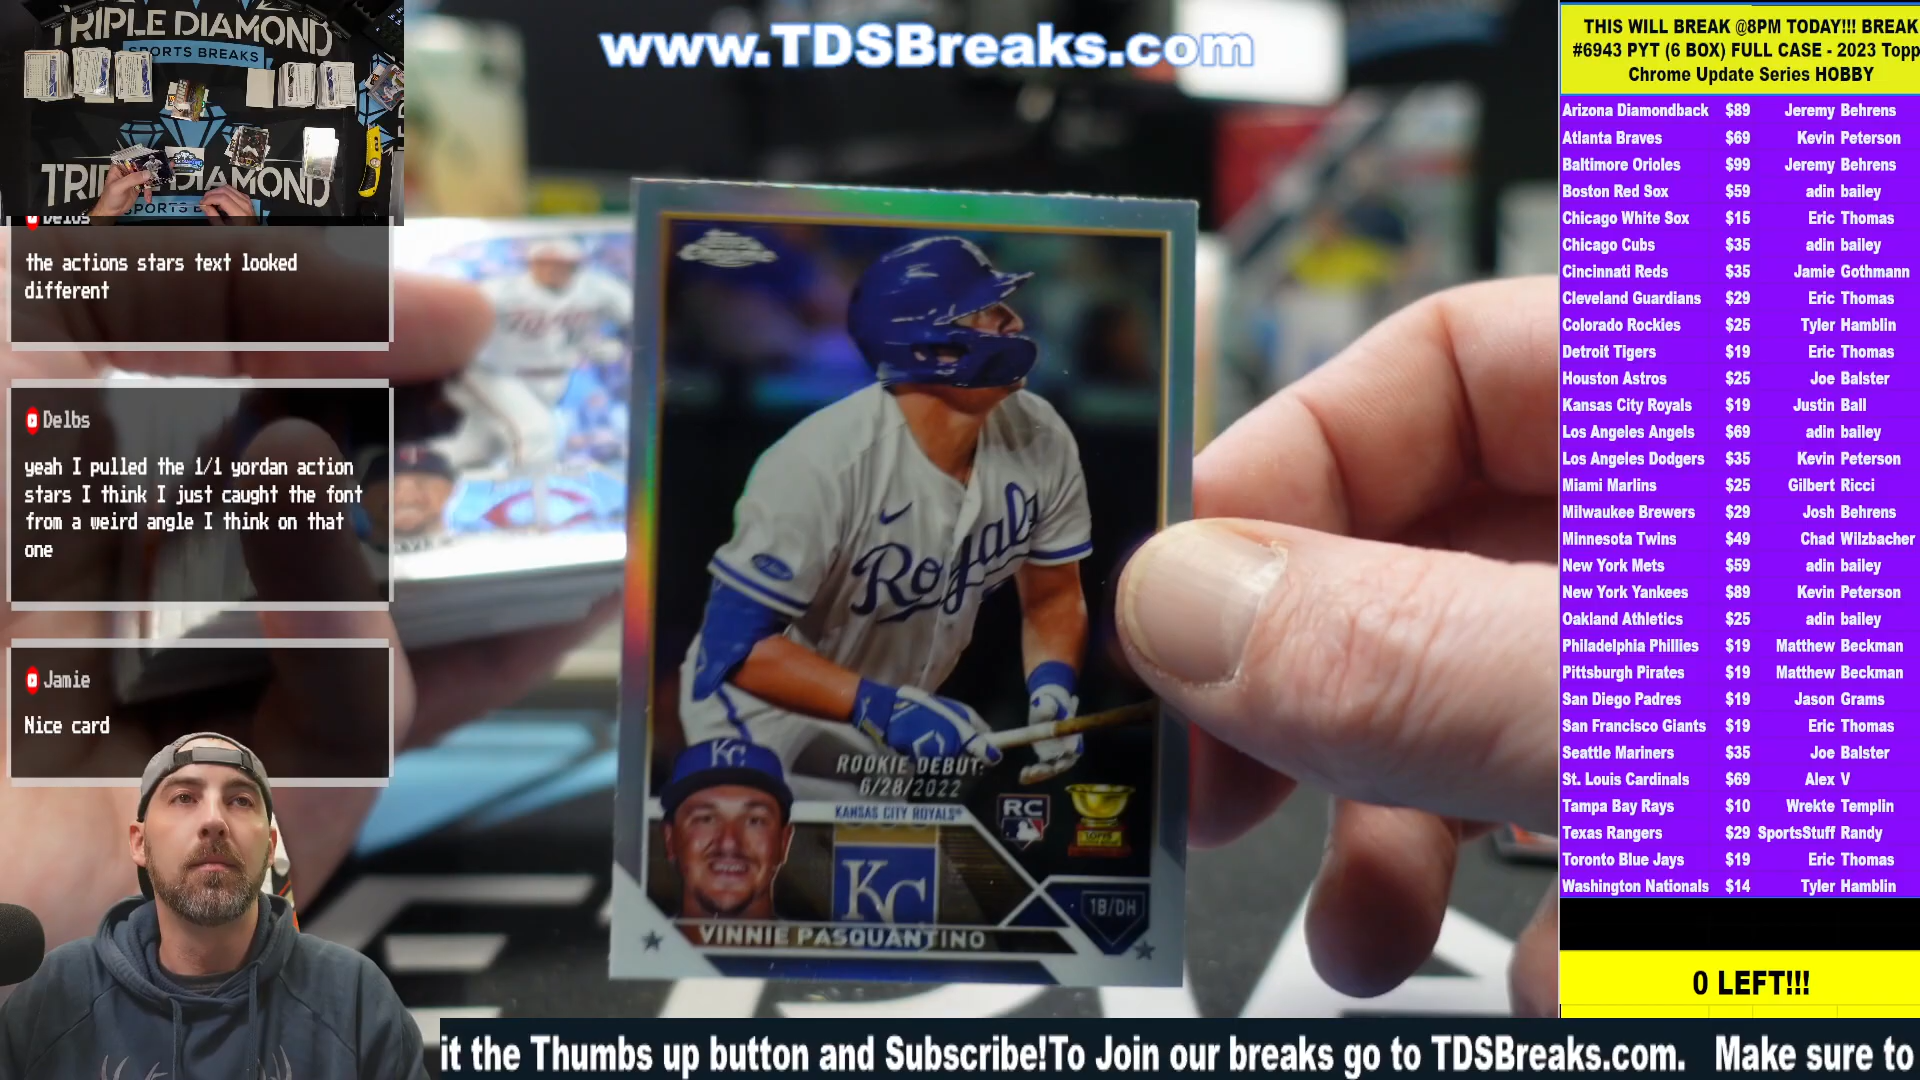 TRIPLE DIAMOND
SPORTS BREAKS
TRIPLE DIAMOND
SPORTS
Delbs
the actions stars text looked
different
Delbs
yeah I pulled the 1/1 yordan action
stars I think I just caught the font
from a weird angle I think on that
one
Jamie
Nice card
www.TDSBreaks.com
Topps
Chrome
Royals
KC
ROOKIE DEBUT:
6/28/2022
KANSAS CITY ROYALS
RC
KC
1B/DH
VINNIE PASQUANTINO
THIS WILL BREAK @8PM TODAY!!! BREAK
#6943 PYT (6 BOX) FULL CASE - 2023 Topp
Chrome Update Series HOBBY
Arizona Diamondback $89 Jeremy Behrens
Atlanta Braves $69 Kevin Peterson
Baltimore Orioles $99 Jeremy Behrens
Boston Red Sox $59 adin bailey
Chicago White Sox $15 Eric Thomas
Chicago Cubs $35 adin bailey
Cincinnati Reds $35 Jamie Gothmann
Cleveland Guardians $29 Eric Thomas
Colorado Rockies $25 Tyler Hamblin
Detroit Tigers $19 Eric Thomas
Houston Astros $25 Joe Balster
Kansas City Royals $19 Justin Ball
Los Angeles Angels $69 adin bailey
Los Angeles Dodgers $35 Kevin Peterson
Miami Marlins $25 Gilbert Ricci
Milwaukee Brewers $29 Josh Behrens
Minnesota Twins $49 Chad Wilzbacher
New York Mets $59 adin bailey
New York Yankees $89 Kevin Peterson
Oakland Athletics $25 adin bailey
Philadelphia Phillies $19 Matthew Beckman
Pittsburgh Pirates $19 Matthew Beckman
San Diego Padres $19 Jason Grams
San Francisco Giants $19 Eric Thomas
Seattle Mariners $35 Joe Balster
St. Louis Cardinals $69 Alex V
Tampa Bay Rays $10 Wrekte Templin
Texas Rangers $29 SportsStuff Randy
Toronto Blue Jays $19 Eric Thomas
Washington Nationals $14 Tyler Hamblin
0 LEFT!!!
it the Thumbs up button and Subscribe!To Join our breaks go to TDSBreaks.com. Make sure to